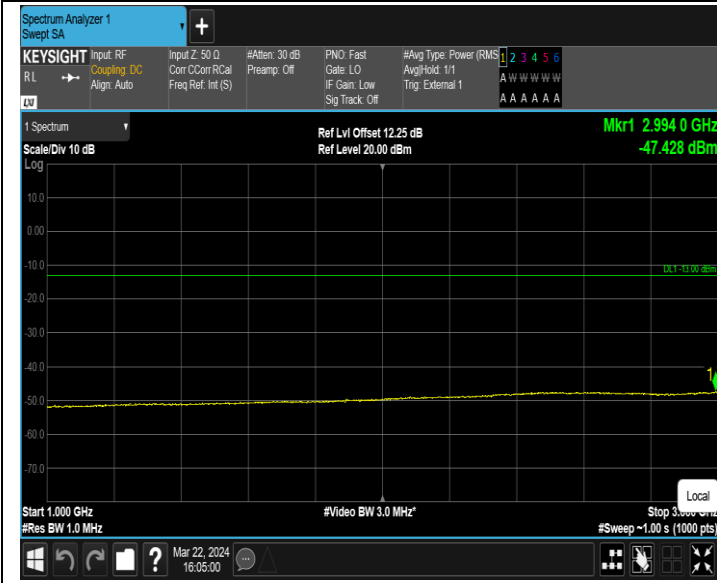 Spectrum Analyzer 1
Swept SA
KEYSIGHT
RL
LXI
Input: RF
Coupling: DC
Align: Auto
Input Z: 50 Ω
Corr CCorr RCal
Freq Ref: Int (S)
#Atten: 30 dB
Preamp: Off
PNO: Fast
Gate: LO
IF Gain: Low
Sig Track: Off
#Avg Type: Power (RMS
Avg|Hold: 1/1
Trig: External 1
1 2 3 4 5 6
A W W W W W
A A A A A A
1 Spectrum
Scale/Div 10 dB
Log
Ref Lvl Offset 12.25 dB
Ref Level 20.00 dBm
Mkr1 2.994 0 GHz
-47.428 dBm
10.0
0.00
-10.0
DL1 -13.00 dBm
-20.0
-30.0
-40.0
1
-50.0
-60.0
-70.0
Local
Start 1.000 GHz
#Res BW 1.0 MHz
#Video BW 3.0 MHz*
Stop 3.000 GHz
#Sweep ~1.00 s (1000 pts)
?
Mar 22, 2024
16:05:00